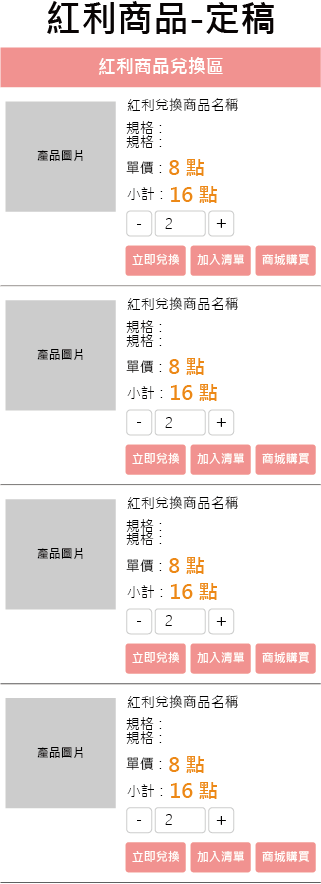 紅利商品-定稿
紅利商品兌換區
產品圖片
紅利兌換商品名稱
規格：
規格：
單價：8 點
小計：16 點
- 2 +
立即兌換 加入清單 商城購買
產品圖片
紅利兌換商品名稱
規格：
規格：
單價：8 點
小計：16 點
- 2 +
立即兌換 加入清單 商城購買
產品圖片
紅利兌換商品名稱
規格：
規格：
單價：8 點
小計：16 點
- 2 +
立即兌換 加入清單 商城購買
產品圖片
紅利兌換商品名稱
規格：
規格：
單價：8 點
小計：16 點
- 2 +
立即兌換 加入清單 商城購買